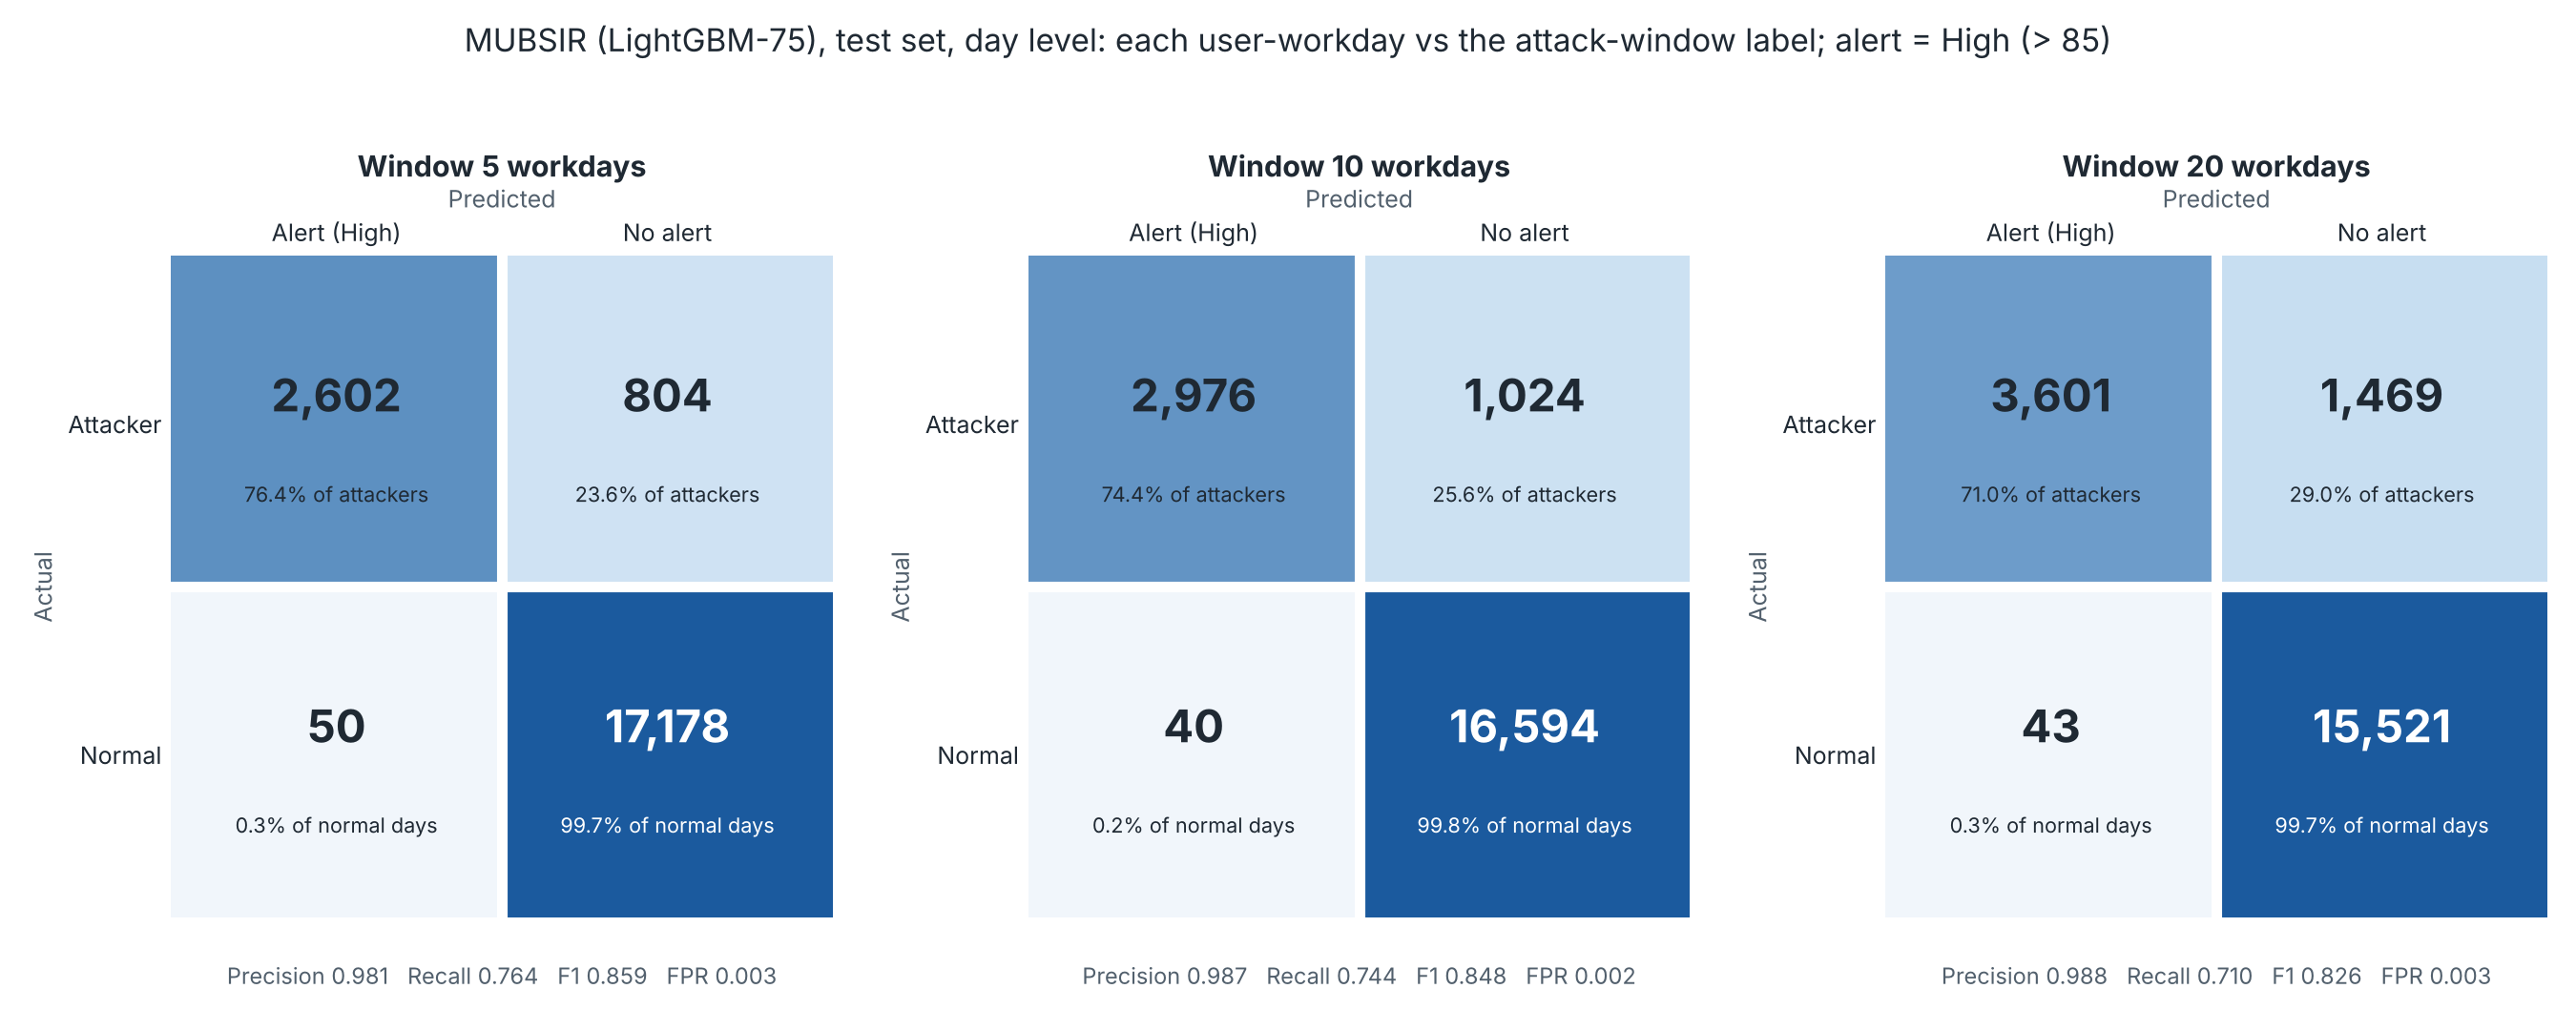 MUBSIR (LightGBM-75), test set, day level: each user-workday vs the attack-window label; alert = High (> 85)
Window 5 workdays
Predicted
Alert (High) No alert
Actual
Attacker
2,602 804
76.4% of attackers 23.6% of attackers
Normal
50 17,178
0.3% of normal days 99.7% of normal days
Precision 0.981 Recall 0.764 F1 0.859 FPR 0.003
Window 10 workdays
Predicted
Alert (High) No alert
Actual
Attacker
2,976 1,024
74.4% of attackers 25.6% of attackers
Normal
40 16,594
0.2% of normal days 99.8% of normal days
Precision 0.987 Recall 0.744 F1 0.848 FPR 0.002
Window 20 workdays
Predicted
Alert (High) No alert
Actual
Attacker
3,601 1,469
71.0% of attackers 29.0% of attackers
Normal
43 15,521
0.3% of normal days 99.7% of normal days
Precision 0.988 Recall 0.710 F1 0.826 FPR 0.003